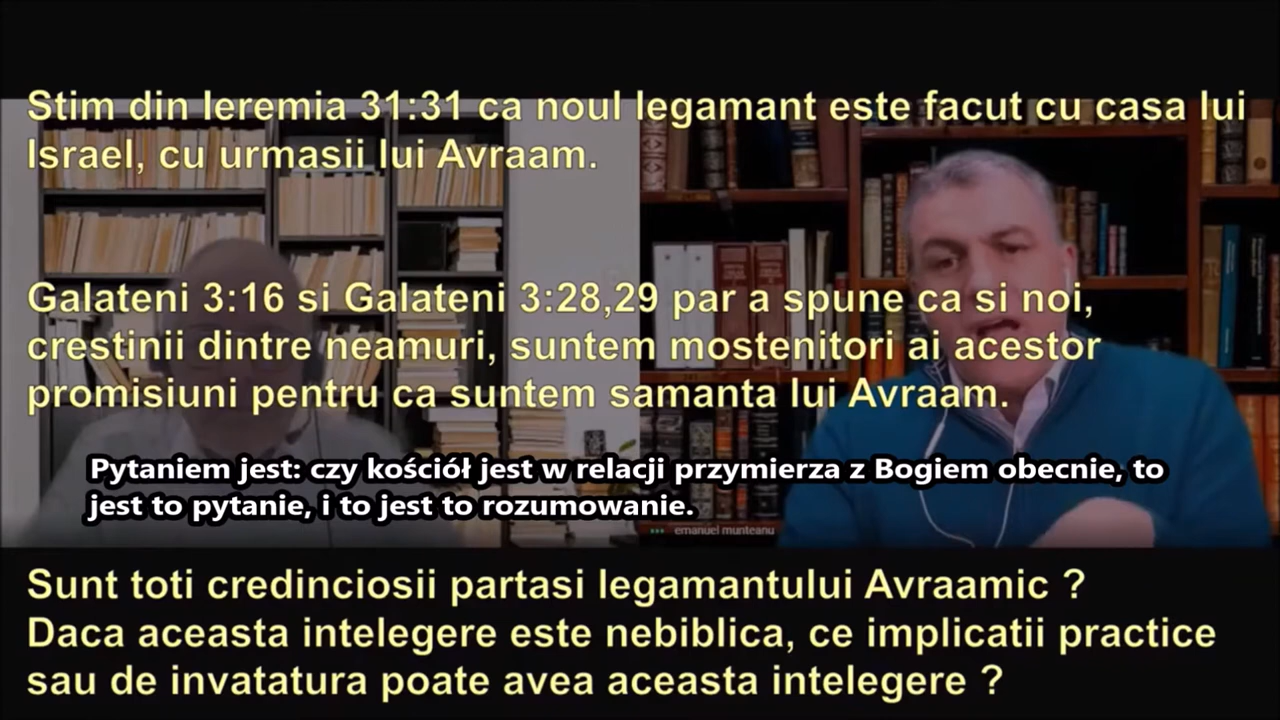 Stim din Ieremia 31:31 ca noul legamant este facut cu casa lui
Israel, cu urmasii lui Avraam.
Galateni 3:16 si Galateni 3:28,29 par a spune ca si noi,
crestinii dintre neamuri, suntem mostenitori ai acestor
promisiuni pentru ca suntem samanta lui Avraam.
Pytaniem jest: czy kościół jest w relacji przymierza z Bogiem obecnie, to
jest to pytanie, i to jest to rozumowanie.
emanuel munteanu
Sunt toti credinciosii partasi legamantului Avraamic ?
Daca aceasta intelegere este nebiblica, ce implicatii practice
sau de invatatura poate avea aceasta intelegere ?